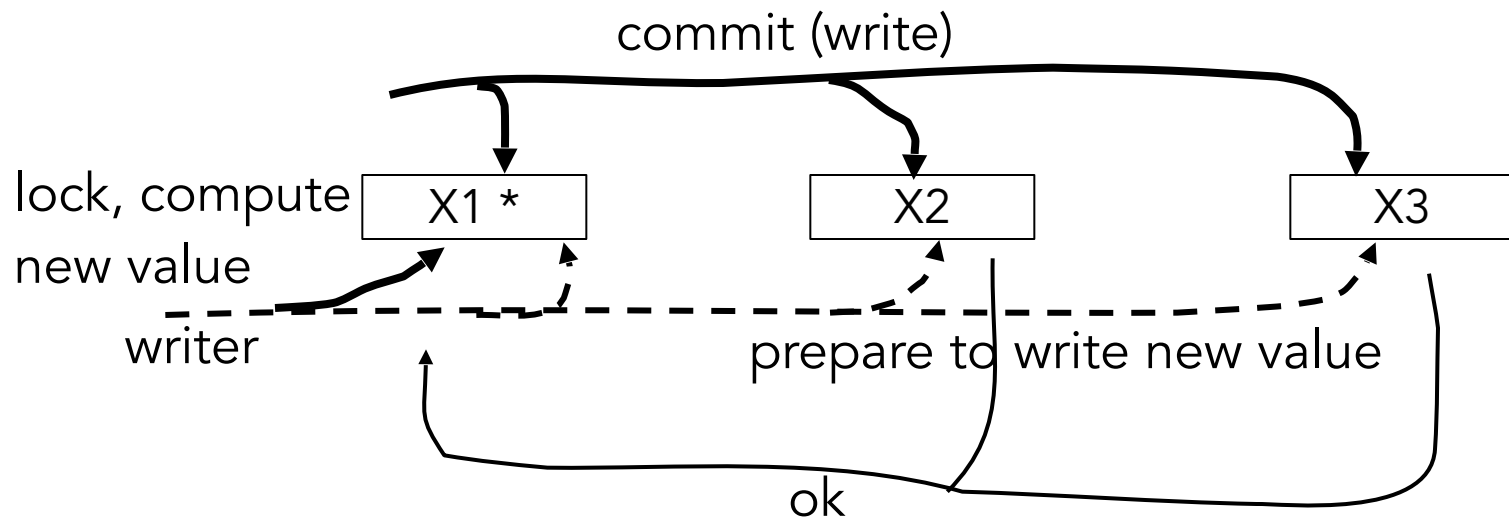 commit (write)
lock, compute
new value
X1 *
X2
X3
writer
prepare to write new value
ok